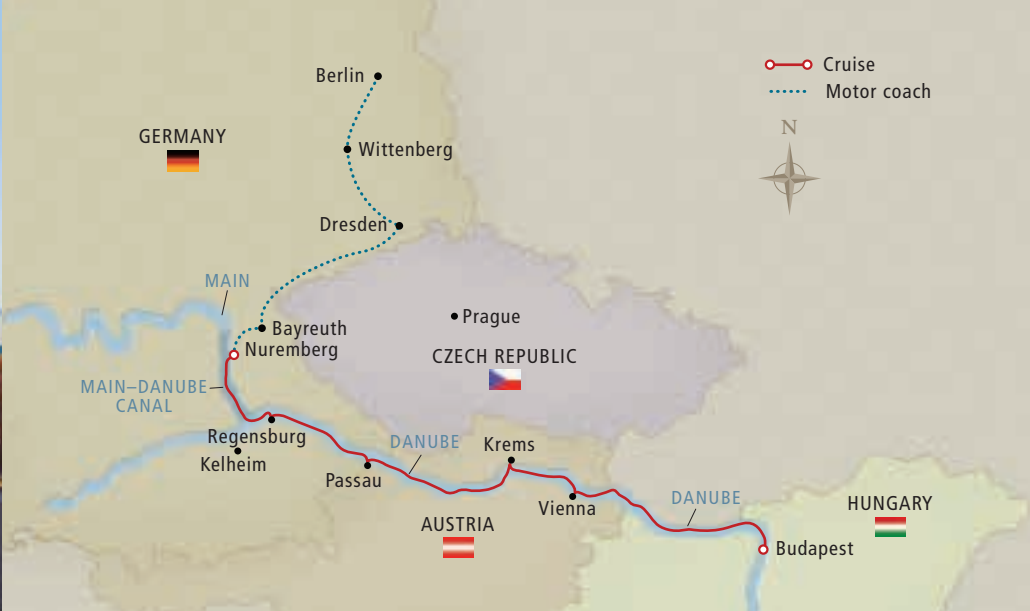 Berlin
Cruise
Motor coach
N
GERMANY
Wittenberg
Dresden
MAIN
Prague
Bayreuth
Nuremberg
CZECH REPUBLIC
MAIN–DANUBE
CANAL
Regensburg
DANUBE
Krems
Kelheim
Passau
Vienna
DANUBE
HUNGARY
AUSTRIA
Budapest